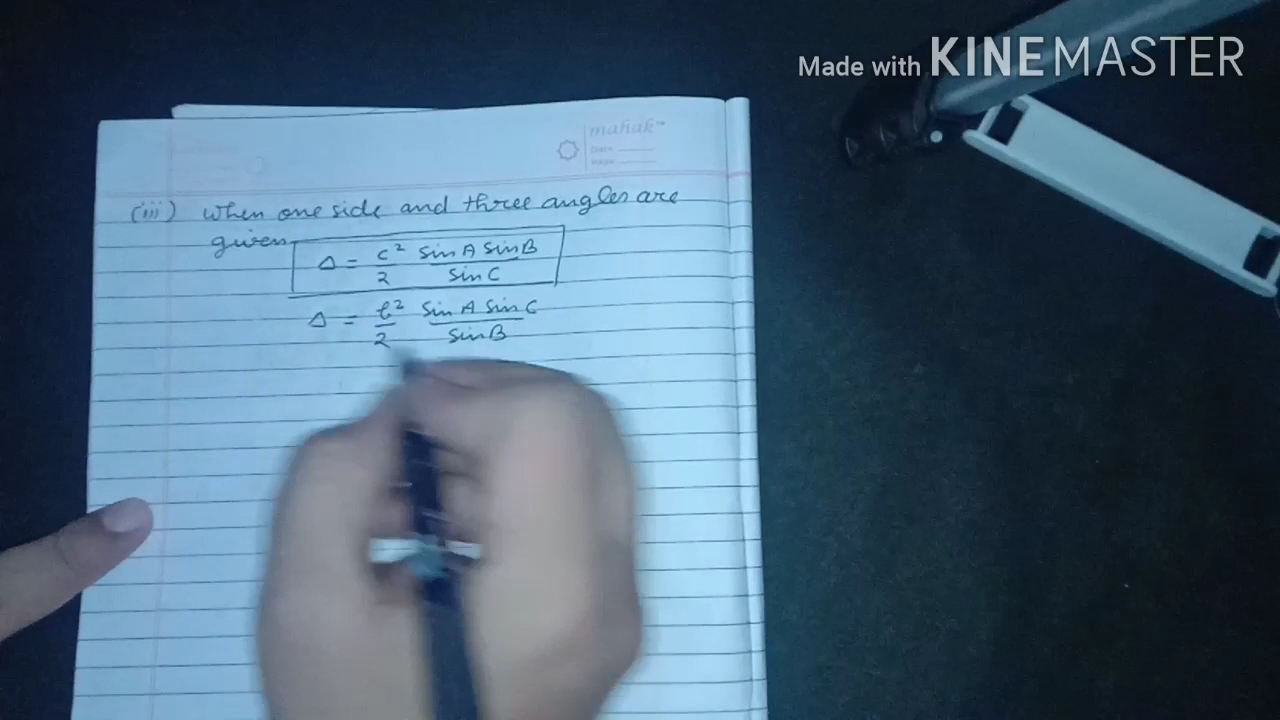 Made with KINEMASTER
mahak™
Date
Page
(iii) when one side and three angles are
given
Δ = c² sin A sin B
2 sin C
Δ = b² sin A sin C
2 sin B